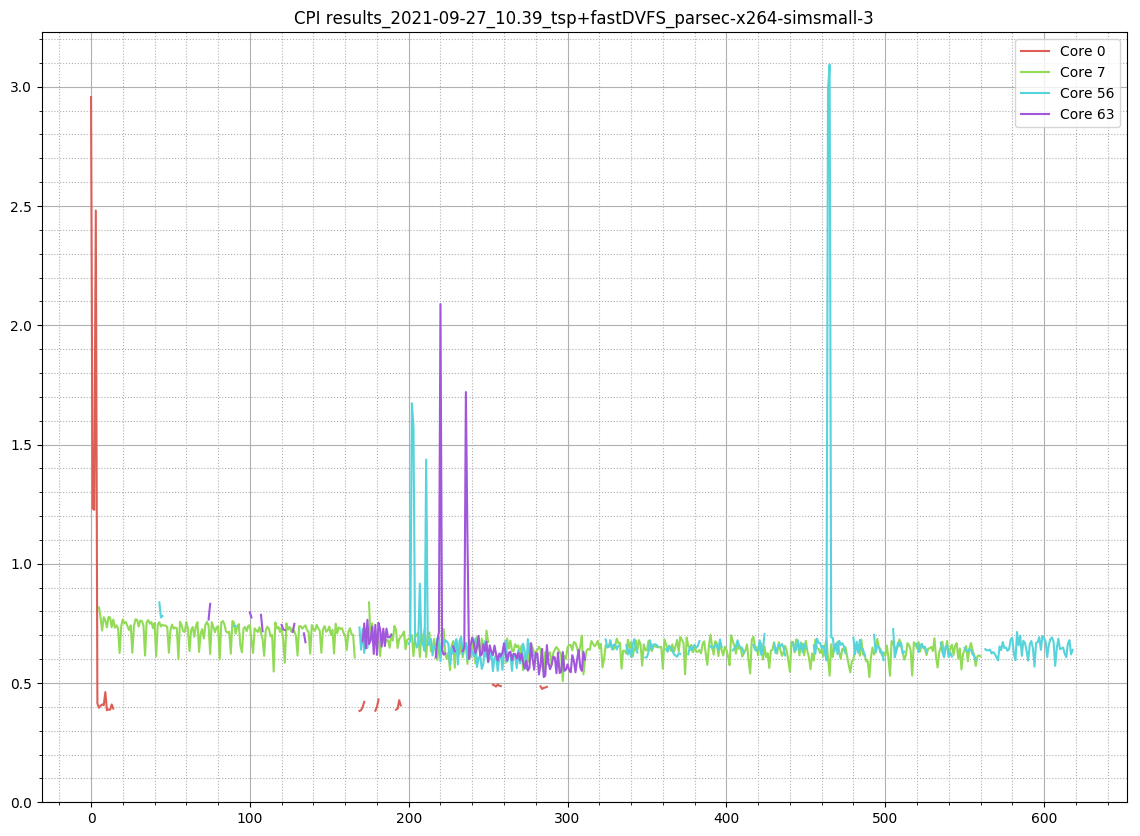 CPI results_2021-09-27_10.39_tsp+fastDVFS_parsec-x264-simsmall-3
Core 0
Core 7
Core 56
Core 63
3.0
2.5
2.0
1.5
1.0
0.5
0.0
0 100 200 300 400 500 600